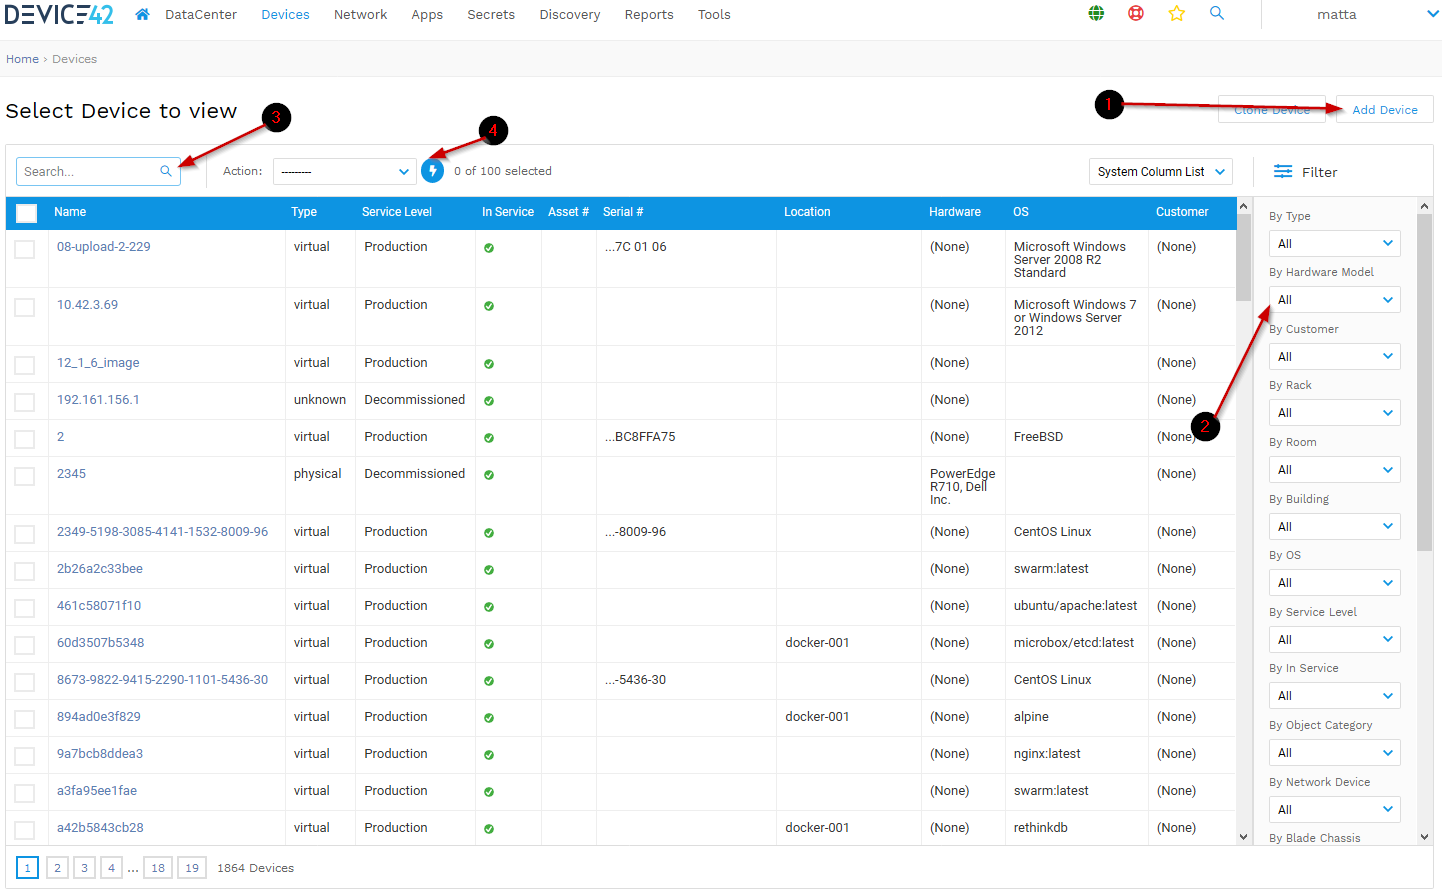 DEVICE42 DataCenter Devices Network Apps Secrets Discovery Reports Tools matta
Home › Devices
Select Device to view
3
4
1
Clone Device
Add Device
Search...
Action:
---------
0 of 100 selected
System Column List
Filter
Name Type Service Level In Service Asset # Serial # Location Hardware OS Customer
08-upload-2-229 virtual Production ...7C 01 06 (None) Microsoft Windows (None)
Server 2008 R2
Standard
10.42.3.69 virtual Production (None) Microsoft Windows 7 (None)
or Windows Server
2012
12_1_6_image virtual Production (None) (None)
192.161.156.1 unknown Decommissioned (None) (None)
2 virtual Production ...BC8FFA75 (None) FreeBSD (None)
2345 physical Decommissioned PowerEdge (None)
R710, Dell
Inc.
2349-5198-3085-4141-1532-8009-96 virtual Production ...-8009-96 (None) CentOS Linux (None)
2b26a2c33bee virtual Production (None) swarm:latest (None)
461c58071f10 virtual Production (None) ubuntu/apache:latest (None)
60d3507b5348 virtual Production docker-001 (None) microbox/etcd:latest (None)
8673-9822-9415-2290-1101-5436-30 virtual Production ...-5436-30 (None) CentOS Linux (None)
894ad0e3f829 virtual Production docker-001 (None) alpine (None)
9a7bcb8ddea3 virtual Production (None) nginx:latest (None)
a3fa95ee1fae virtual Production (None) swarm:latest (None)
a42b5843cb28 virtual Production docker-001 (None) rethinkdb (None)
By Type
All
By Hardware Model
All
By Customer
All
By Rack
All
2
By Room
All
By Building
All
By OS
All
By Service Level
All
By In Service
All
By Object Category
All
By Network Device
All
By Blade Chassis
1 2 3 4 ... 18 19 1864 Devices